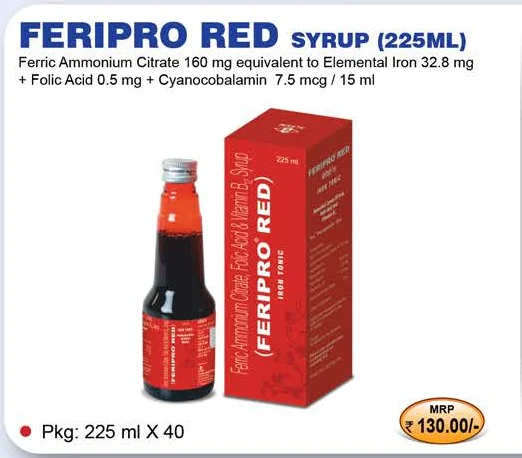 FERIPRO RED SYRUP (225ML)
Ferric Ammonium Citrate 160 mg equivalent to Elemental Iron 32.8 mg
+ Folic Acid 0.5 mg + Cyanocobalamin 7.5 mcg / 15 ml
225 ml
Ferric Ammonium Citrate, Folic Acid & Vitamin B12 Syrup
(FERIPRO® RED)
IRON TONIC
FERIPRO RED
IRON TONIC
FERIPRO RED
Pkg: 225 ml X 40
MRP
₹ 130.00/-